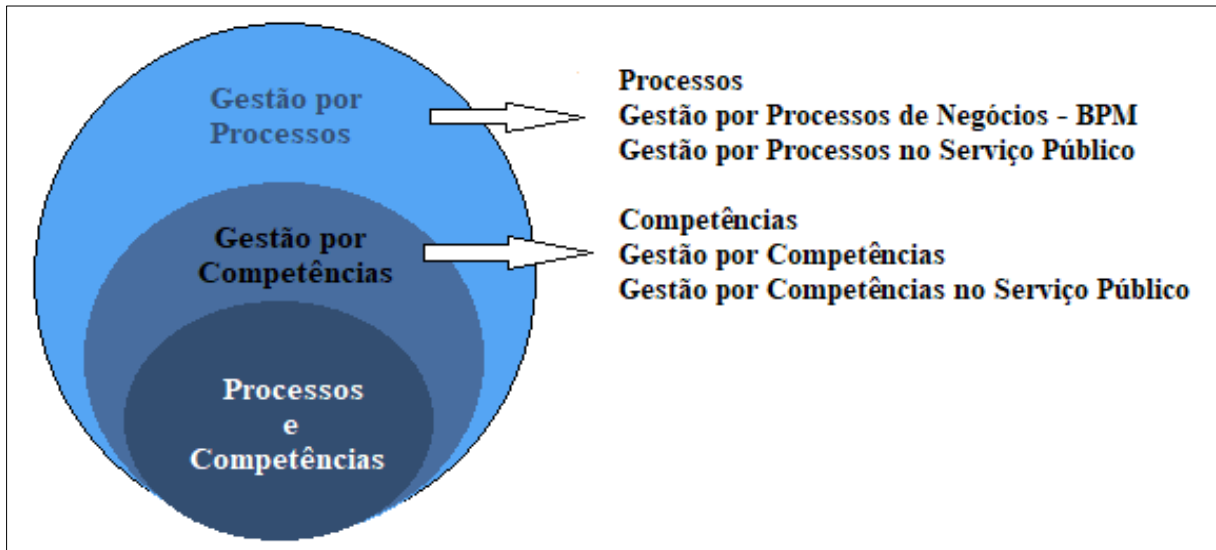 Gestão por
Processos
Gestão por
Competências
Processos
e
Competências
Processos
Gestão por Processos de Negócios - BPM
Gestão por Processos no Serviço Público
Competências
Gestão por Competências
Gestão por Competências no Serviço Público